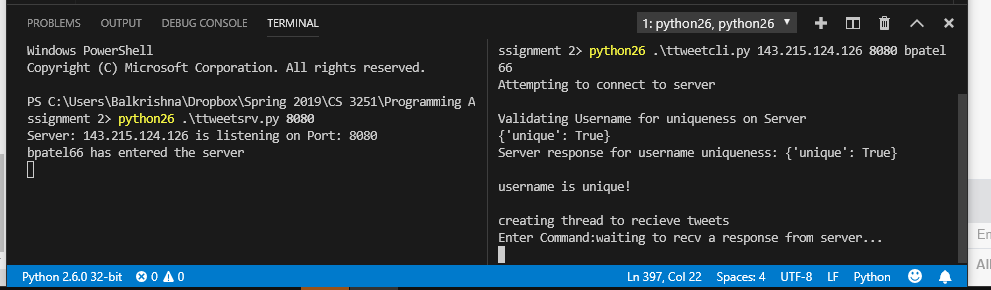 PROBLEMS OUTPUT DEBUG CONSOLE TERMINAL 1: python26, python26
Windows PowerShell
Copyright (C) Microsoft Corporation. All rights reserved.
PS C:\Users\Balkrishna\Dropbox\Spring 2019\CS 3251\Programming A
ssignment 2> python26 .\ttweetsrv.py 8080
Server: 143.215.124.126 is listening on Port: 8080
bpatel66 has entered the server
ssignment 2> python26 .\ttweetcli.py 143.215.124.126 8080 bpatel
66
Attempting to connect to server
Validating Username for uniqueness on Server
{'unique': True}
Server response for username uniqueness: {'unique': True}
username is unique!
creating thread to recieve tweets
Enter Command:waiting to recv a response from server...
Python 2.6.0 32-bit 0 0 Ln 397, Col 22 Spaces: 4 UTF-8 LF Python